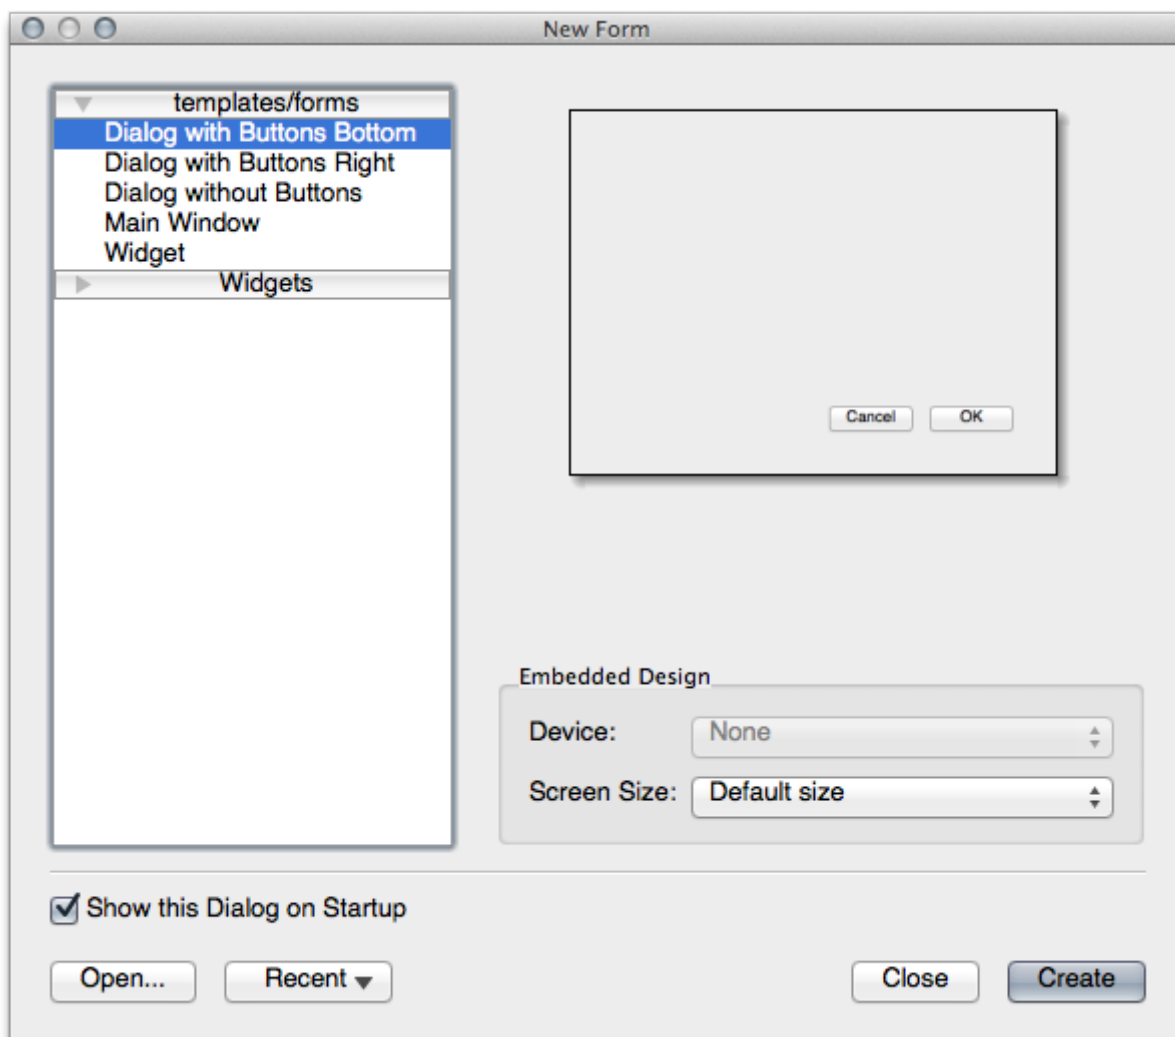 New Form
templates/forms
Dialog with Buttons Bottom
Dialog with Buttons Right
Dialog without Buttons
Main Window
Widget
Widgets
Cancel OK
Embedded Design
Device: None
Screen Size: Default size
Show this Dialog on Startup
Open... Recent Close Create